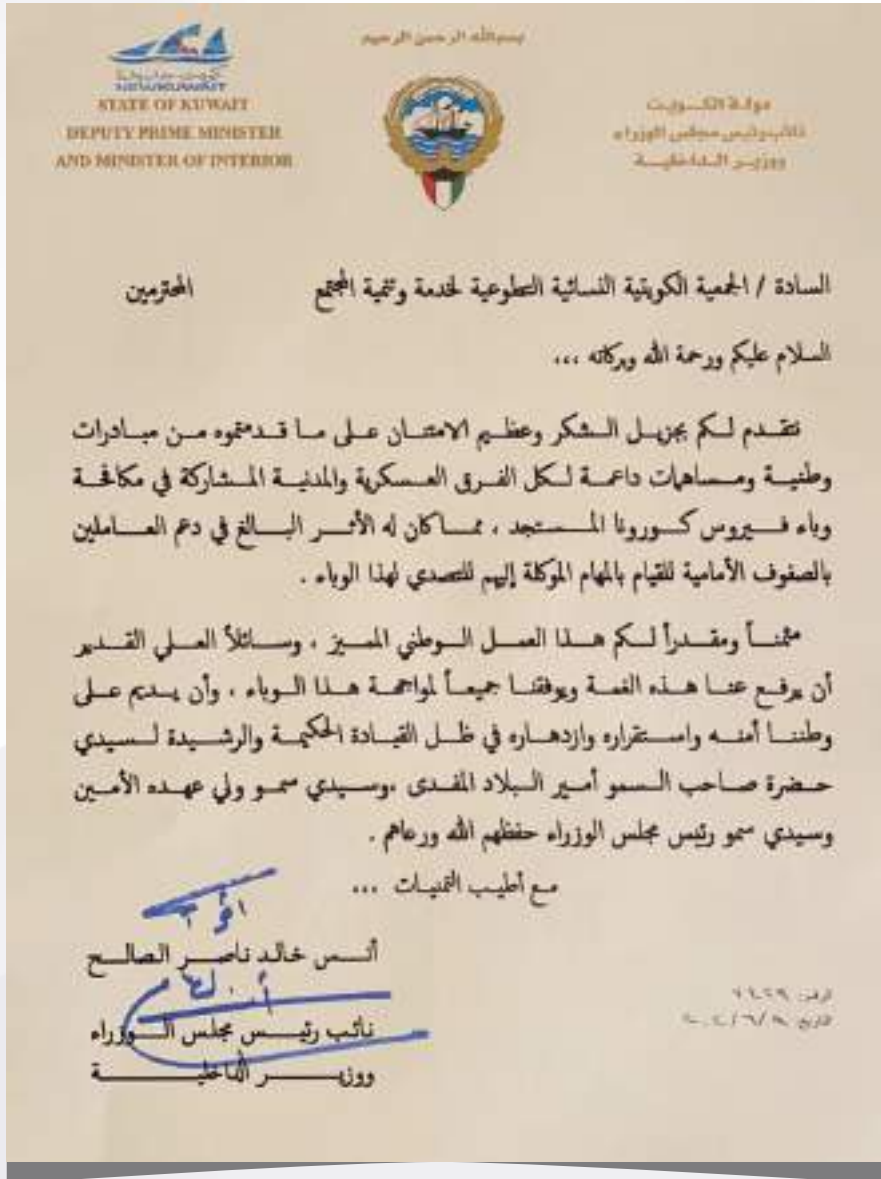 بسم الله الرحمن الرحيم
NEWKUWAIT
STATE OF KUWAIT
DEPUTY PRIME MINISTER
AND MINISTER OF INTERIOR
دولة الكويت
نائب رئيس مجلس الوزراء
ووزير الداخلية
السادة / الجمعية الكويتية النسائية التطوعية لخدمة وتنمية المجتمع المحترمين
السلام عليكم ورحمة الله وبركاته ،،،
نتقدم لكم بجزيل الشكر وعظيم الامتنان على ما قدمتموه من مبادرات
وطنية ومساهمات داعمة لكل الفرق العسكرية والمدنية المشاركة في مكافحة
وباء فيروس كورونا المستجد ، مما كان له الأثر البالغ في دعم العاملين
بالصفوف الأمامية للقيام بالمهام الموكلة إليهم للتصدي لهذا الوباء .
مثمناً ومقدراً لكم هذا العمل الوطني المميز ، وسائلاً العلي القدير
أن يرفع عنا هذه الغمة ويوفقنا جميعاً لمواجهة هذا الوباء ، وأن يديم على
وطننا أمنه واستقراره وازدهاره في ظل القيادة الحكيمة والرشيدة لسيدي
حضرة صاحب السمو أمير البلاد المفدى ،وسيدي سمو ولي عهده الأمين
وسيدي سمو رئيس مجلس الوزراء حفظهم الله ورعاهم .
مع أطيب التمنيات ...
أنس خالد ناصر الصالح
نائب رئيس مجلس الوزراء
ووزير الداخلية
الرقم:
التاريخ